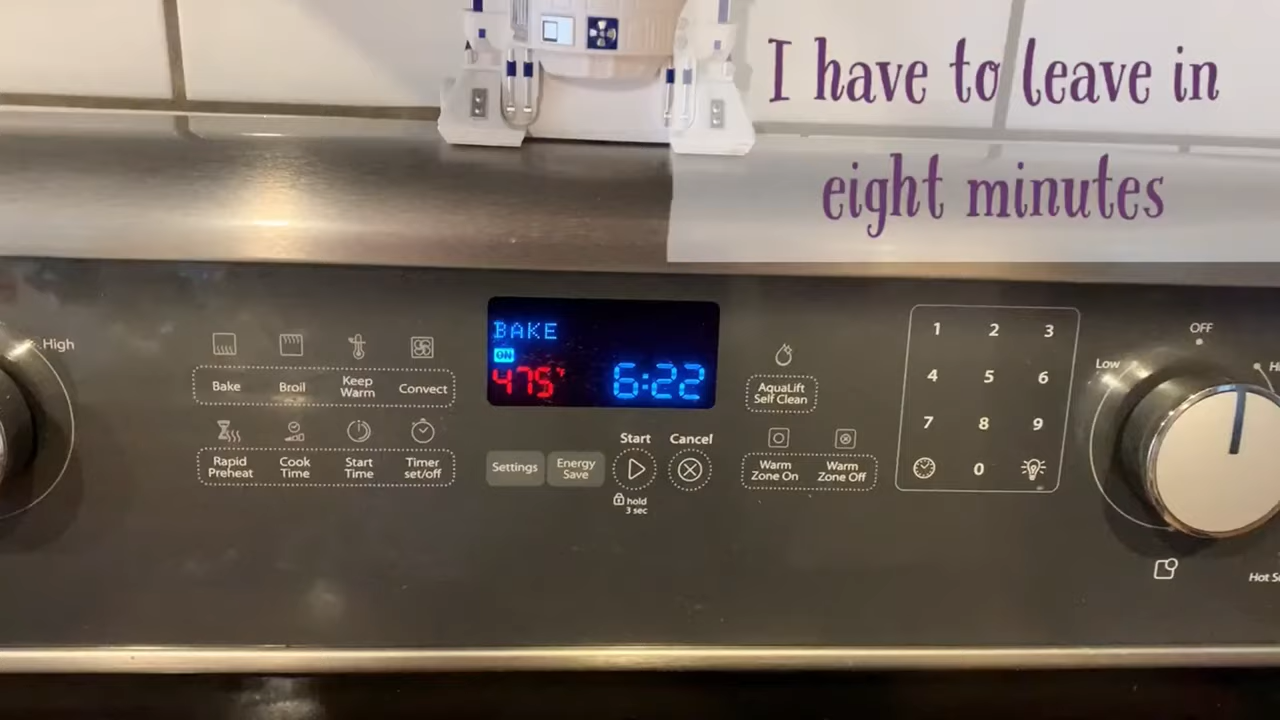 I have to leave in
eight minutes
High
BAKE
ON
475°F
6:22
Bake
Broil
Keep
Warm
Convect
Rapid
Preheat
Cook
Time
Start
Time
Timer
set/off
Settings
Energy
Save
Start
Cancel
hold
3 sec
AquaLift
Self Clean
Warm
Zone On
Warm
Zone Off
1 2 3
4 5 6
7 8 9
0
OFF
Low